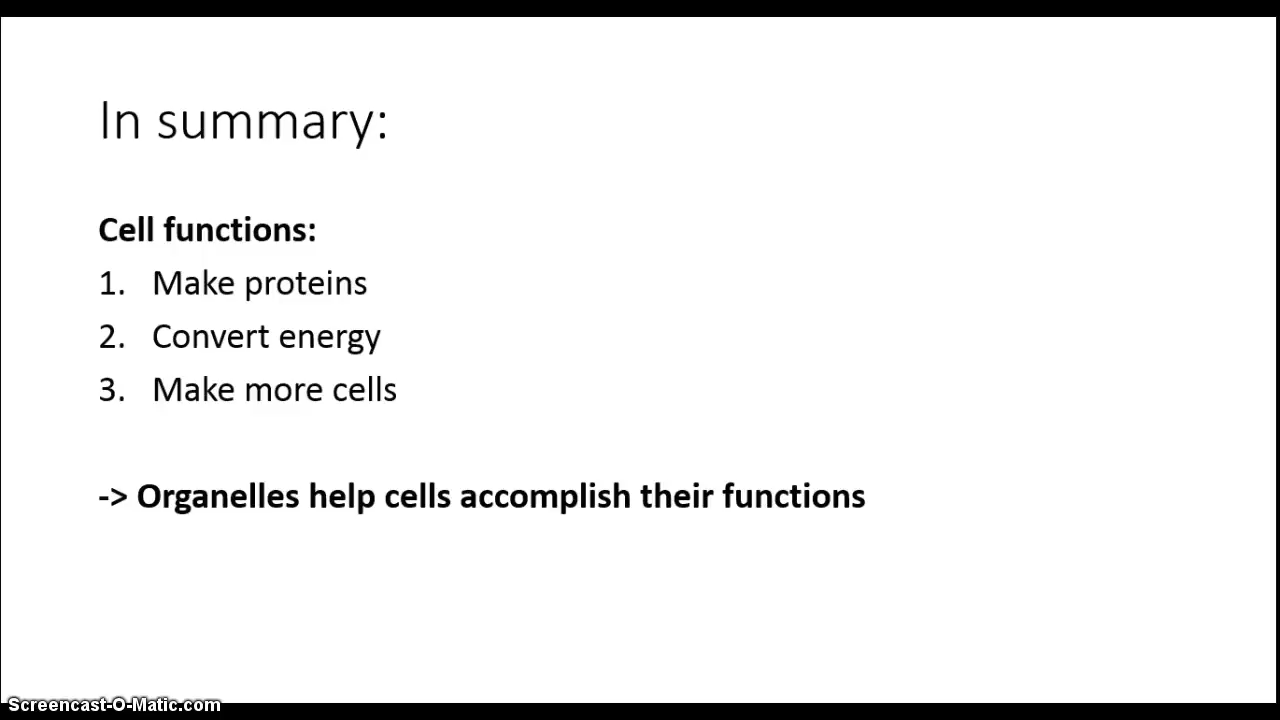 In summary:
Cell functions:
1. Make proteins
2. Convert energy
3. Make more cells
-> Organelles help cells accomplish their functions
Screencast-O-Matic.com